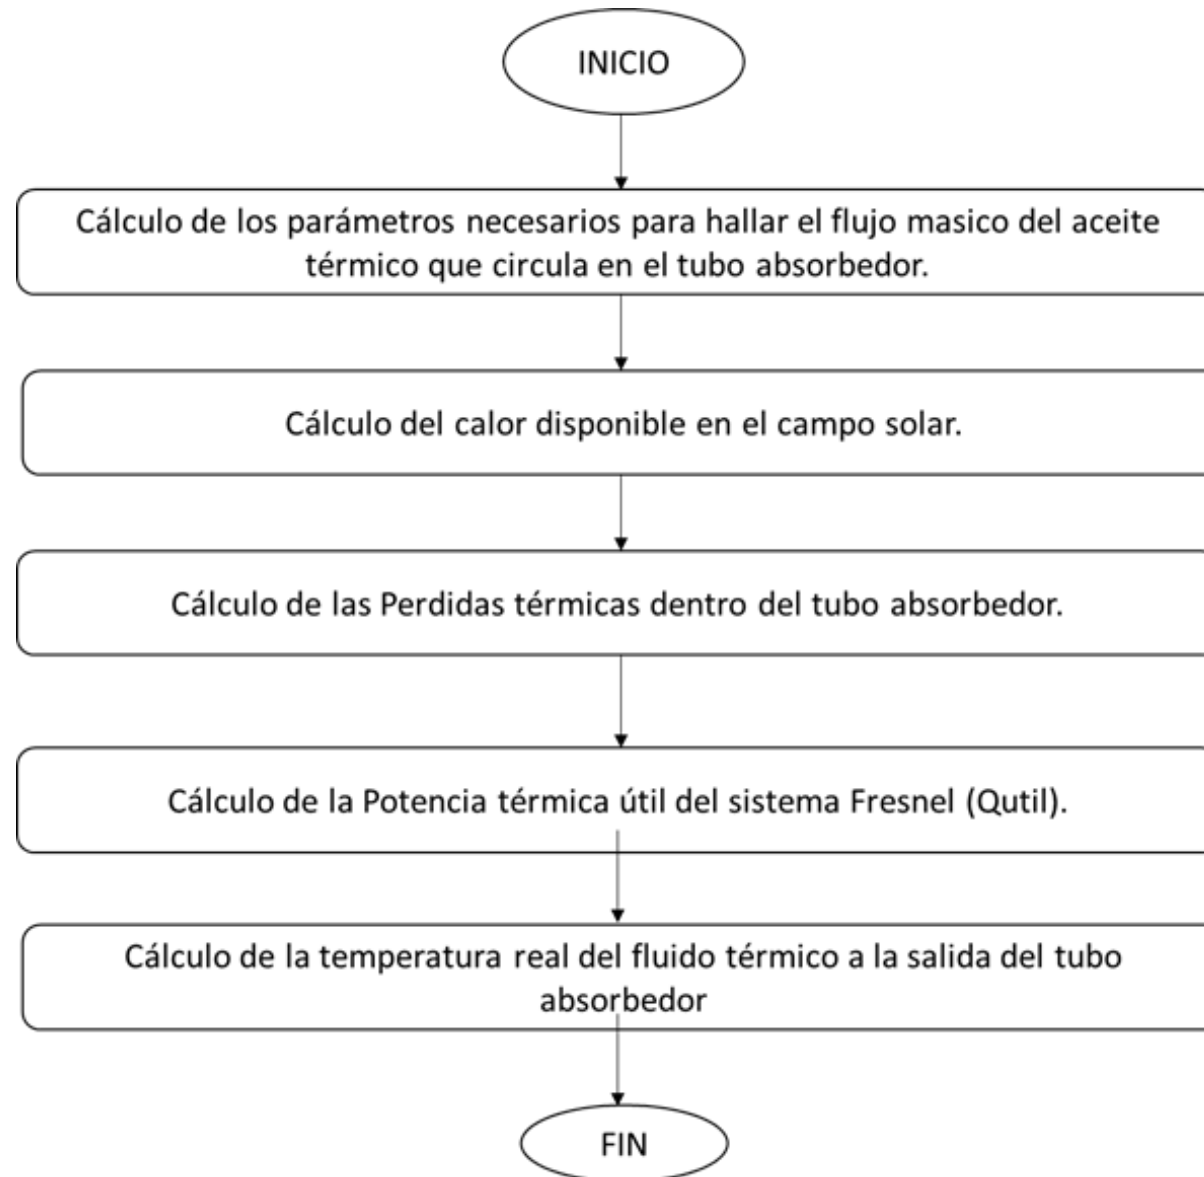 INICIO
Cálculo de los parámetros necesarios para hallar el flujo masico del aceite
térmico que circula en el tubo absorbedor.
Cálculo del calor disponible en el campo solar.
Cálculo de las Perdidas térmicas dentro del tubo absorbedor.
Cálculo de la Potencia térmica útil del sistema Fresnel (Qutil).
Cálculo de la temperatura real del fluido térmico a la salida del tubo
absorbedor
FIN